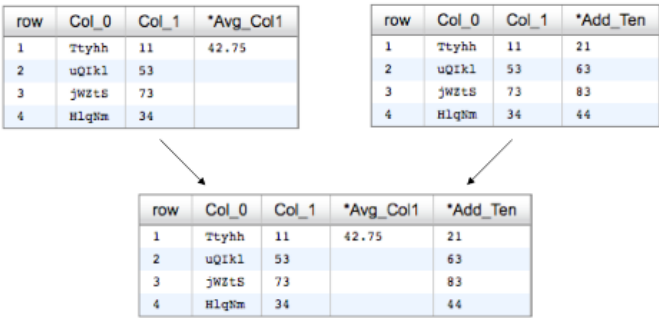 row Col_0 Col_1 *Avg_Col1
1 Ttyhh 11 42.75
2 uQIkl 53
3 jWZtS 73
4 HlqNm 34
row Col_0 Col_1 *Add_Ten
1 Ttyhh 11 21
2 uQIkl 53 63
3 jWZtS 73 83
4 HlqNm 34 44
row Col_0 Col_1 *Avg_Col1 *Add_Ten
1 Ttyhh 11 42.75 21
2 uQIkl 53 63
3 jWZtS 73 83
4 HlqNm 34 44